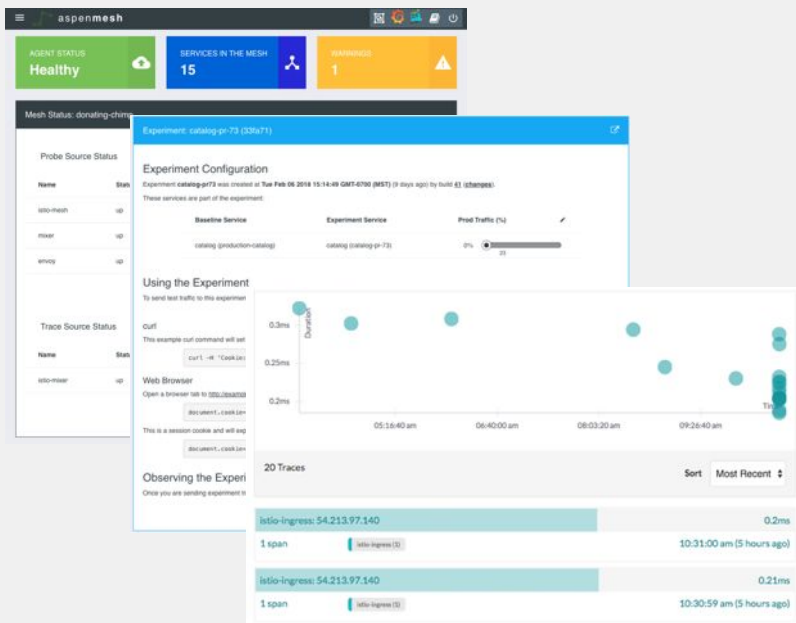 aspenmesh
AGENT STATUS
Healthy
SERVICES IN THE MESH
15
WARNINGS
1
Mesh Status: donating-chimp
Probe Source Status
Name Stat
istio-mesh up
mixer up
envoy up
Trace Source Status
Name Stat
istio-mixer up
Experiment: catalog-pr-73 (33fa71)
Experiment Configuration
Experiment catalog-pr73 was created at Tue Feb 06 2018 15:14:49 GMT-0700 (MST) (9 days ago) by build 41 (changes).
These services are part of the experiment:
Baseline Service Experiment Service Prod Traffic (%)
catalog (production-catalog) catalog (catalog-pr-73) 0%
Using the Experiment
To send test traffic to this experiment
curl
This example curl command will set
curl -H 'Cookie:
Web Browser
Open a browser tab to http://exampl
document.cookie=
This is a session cookie and will exp
document.cookie=
Observing the Experi
Once you are sending experiment tr
Duration
0.3ms
0.25ms
0.2ms
Tim
05:16:40 am 06:40:00 am 08:03:20 am 09:26:40 am
20 Traces
Sort Most Recent
istio-ingress: 54.213.97.140 0.2ms
1 span istio-ingress (1) 10:31:00 am (5 hours ago)
istio-ingress: 54.213.97.140 0.21ms
1 span istio-ingress (1) 10:30:59 am (5 hours ago)